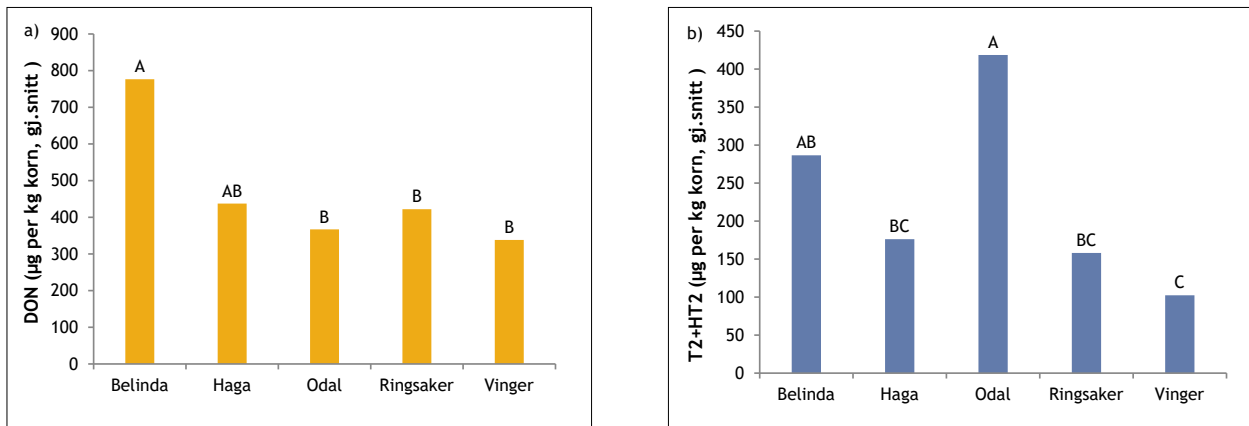 a)
DON (µg per kg korn, gj.snitt )
900
800
700
600
500
400
300
200
100
0
A
AB
B
B
B
Belinda Haga Odal Ringsaker Vinger
b)
T2+HT2 (µg per kg korn, gj.snitt )
450
400
350
300
250
200
150
100
50
0
AB
BC
A
BC
C
Belinda Haga Odal Ringsaker Vinger